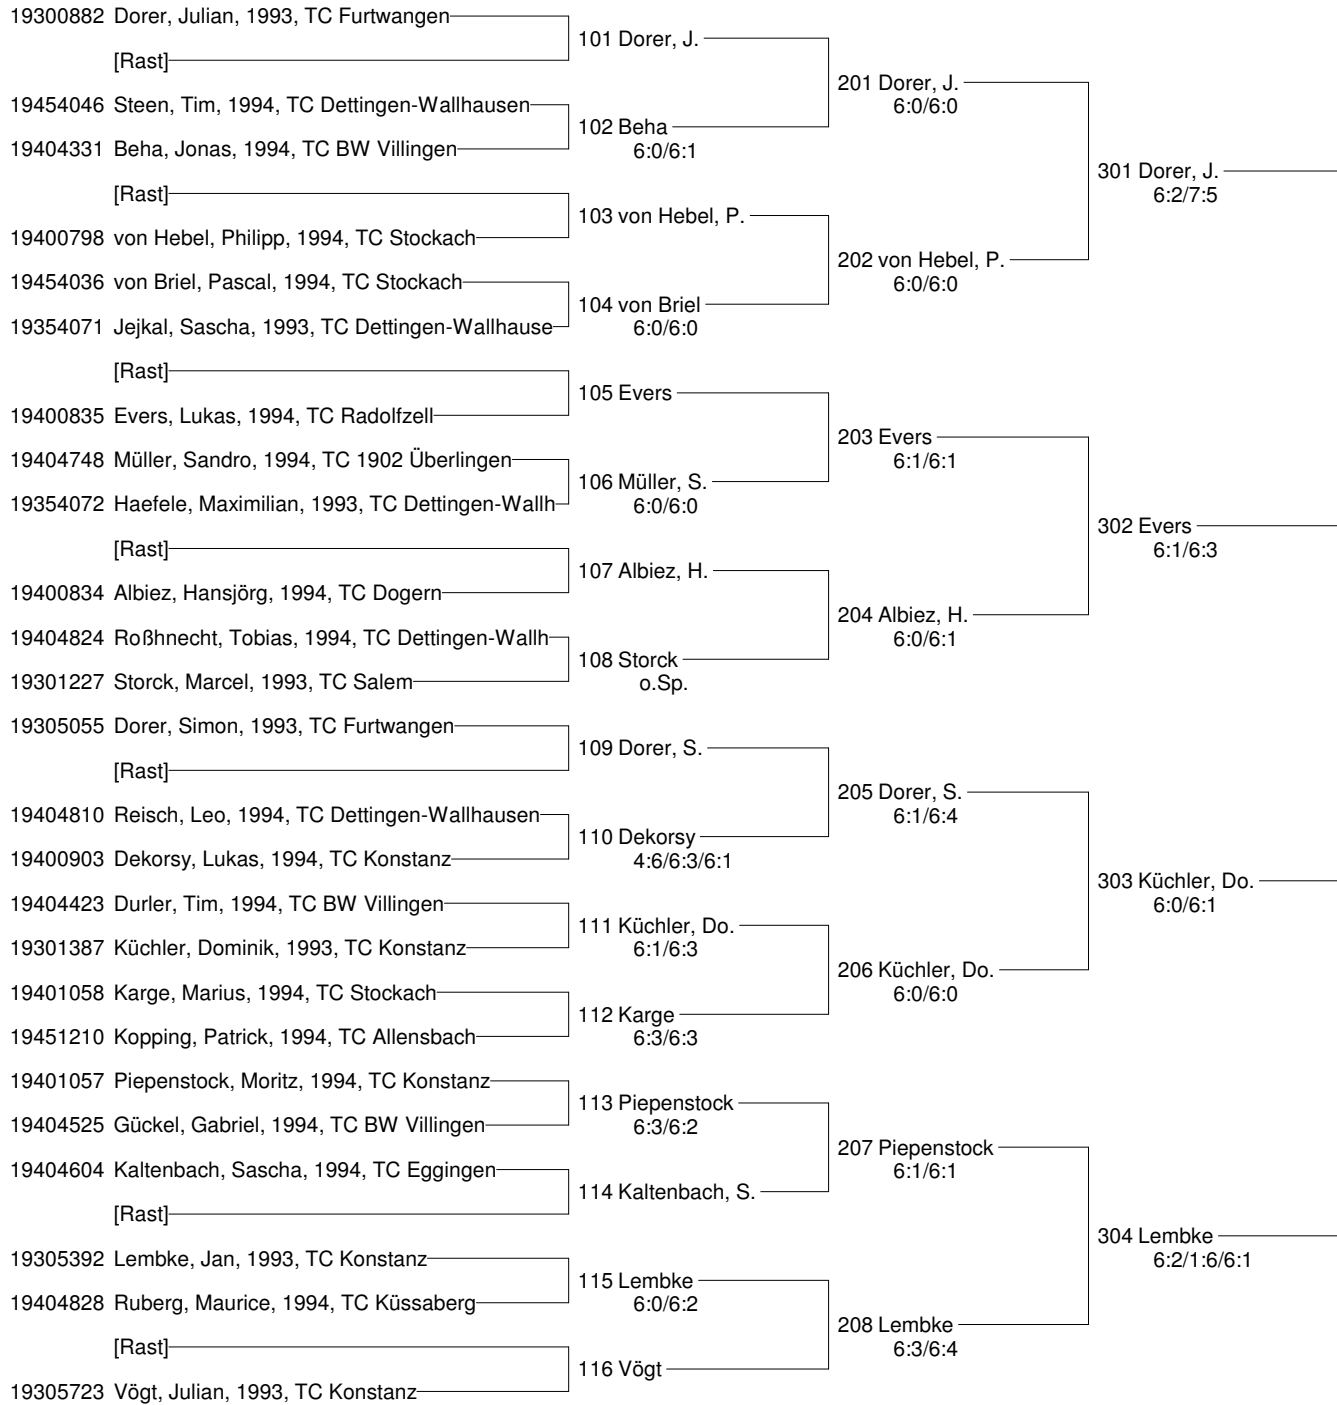 19300882 Dorer, Julian, 1993, TC Furtwangen
[Rast]
19454046 Steen, Tim, 1994, TC Dettingen-Wallhausen
19404331 Beha, Jonas, 1994, TC BW Villingen
[Rast]
19400798 von Hebel, Philipp, 1994, TC Stockach
19454036 von Briel, Pascal, 1994, TC Stockach
19354071 Jejkal, Sascha, 1993, TC Dettingen-Wallhause
[Rast]
19400835 Evers, Lukas, 1994, TC Radolfzell
19404748 Müller, Sandro, 1994, TC 1902 Überlingen
19354072 Haefele, Maximilian, 1993, TC Dettingen-Wallh
[Rast]
19400834 Albiez, Hansjörg, 1994, TC Dogern
19404824 Roßhnecht, Tobias, 1994, TC Dettingen-Wallh
19301227 Storck, Marcel, 1993, TC Salem
19305055 Dorer, Simon, 1993, TC Furtwangen
[Rast]
19404810 Reisch, Leo, 1994, TC Dettingen-Wallhausen
19400903 Dekorsy, Lukas, 1994, TC Konstanz
19404423 Durler, Tim, 1994, TC BW Villingen
19301387 Küchler, Dominik, 1993, TC Konstanz
19401058 Karge, Marius, 1994, TC Stockach
19451210 Kopping, Patrick, 1994, TC Allensbach
19401057 Piepenstock, Moritz, 1994, TC Konstanz
19404525 Gückel, Gabriel, 1994, TC BW Villingen
19404604 Kaltenbach, Sascha, 1994, TC Eggingen
[Rast]
19305392 Lembke, Jan, 1993, TC Konstanz
19404828 Ruberg, Maurice, 1994, TC Küssaberg
[Rast]
19305723 Vögt, Julian, 1993, TC Konstanz
101 Dorer, J.
102 Beha
6:0/6:1
103 von Hebel, P.
104 von Briel
6:0/6:0
105 Evers
106 Müller, S.
6:0/6:0
107 Albiez, H.
108 Storck
o.Sp.
109 Dorer, S.
110 Dekorsy
4:6/6:3/6:1
111 Küchler, Do.
6:1/6:3
112 Karge
6:3/6:3
113 Piepenstock
6:3/6:2
114 Kaltenbach, S.
115 Lembke
6:0/6:2
116 Vögt
201 Dorer, J.
6:0/6:0
202 von Hebel, P.
6:0/6:0
203 Evers
6:1/6:1
204 Albiez, H.
6:0/6:1
205 Dorer, S.
6:1/6:4
206 Küchler, Do.
6:0/6:0
207 Piepenstock
6:1/6:1
208 Lembke
6:3/6:4
301 Dorer, J.
6:2/7:5
302 Evers
6:1/6:3
303 Küchler, Do.
6:0/6:1
304 Lembke
6:2/1:6/6:1